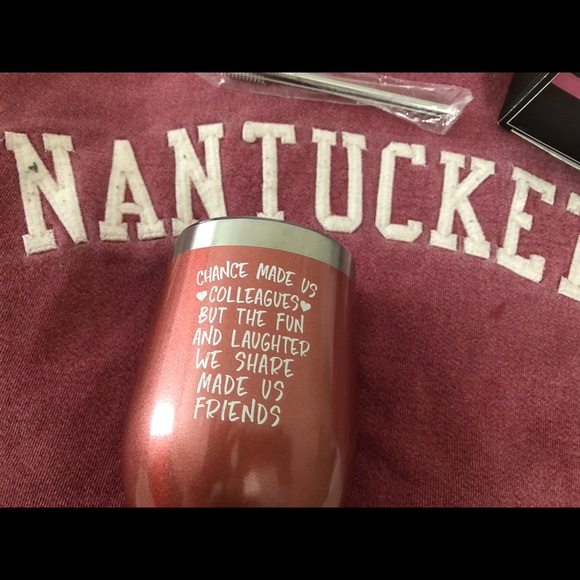 NANTUCKET
CHANCE MADE US
♥COLLEAGUES♥
BUT THE FUN
AND LAUGHTER
WE SHARE
MADE US
FRIENDS